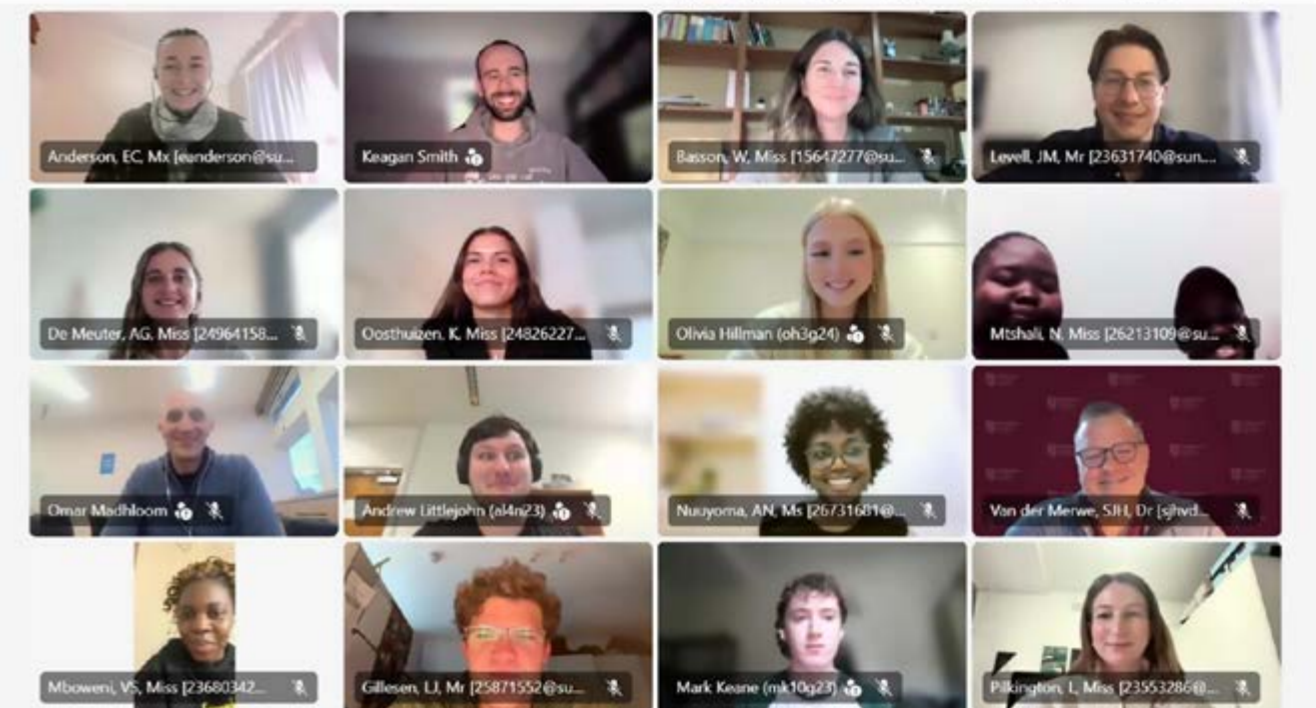 Anderson, EC, Mx [eanderson@su...
Keagan Smith
Basson, W, Miss [15647277@su...
Levell, JM, Mr [23631740@sun....
De Meuter, AG, Miss [24964158...
Oosthuizen, K, Miss [24826227...
Olivia Hillman (oh3g24)
Mtshali, N, Miss [26213109@su...
Omar Madhloom
Andrew Littlejohn (al4n23)
Nuuyoma, AN, Ms [26731681@...
Van der Merwe, SJH, Dr [sjhvd...
Mboweni, VS, Miss [23680342...
Gillesen, LJ, Mr [25871552@su...
Mark Keane (mk10g23)
Pilkington, L, Miss [23553286@...